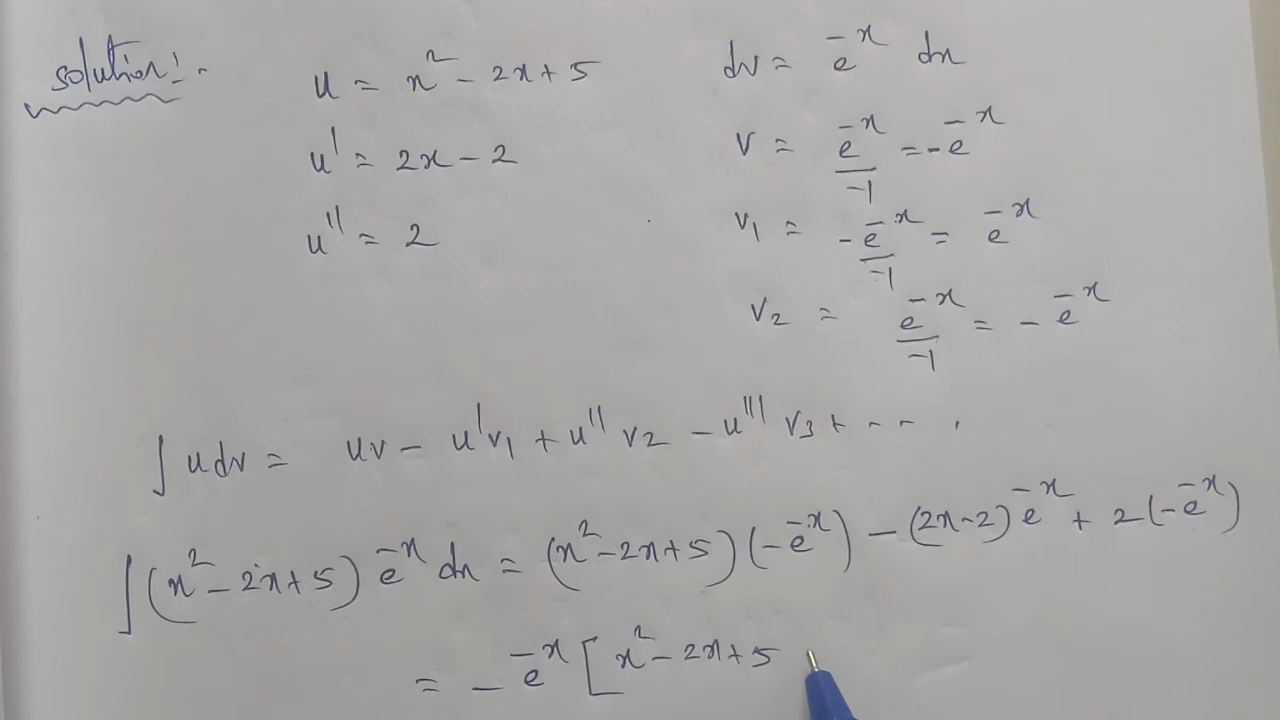 solution:-
u = x² - 2x + 5    dv = e^{-x} dx
u' = 2x - 2    v = e^{-x}/-1 = -e^{-x}
u'' = 2    v₁ = -e^{-x}/-1 = e^{-x}
v₂ = e^{-x}/-1 = -e^{-x}
∫ u dv = uv - u'v₁ + u''v₂ - u'''v₃ + - - .
∫ (x² - 2x + 5) e^{-x} dx = (x² - 2x + 5)(-e^{-x}) - (2x - 2) e^{-x} + 2(-e^{-x})
= -e^{-x} [x² - 2x + 5